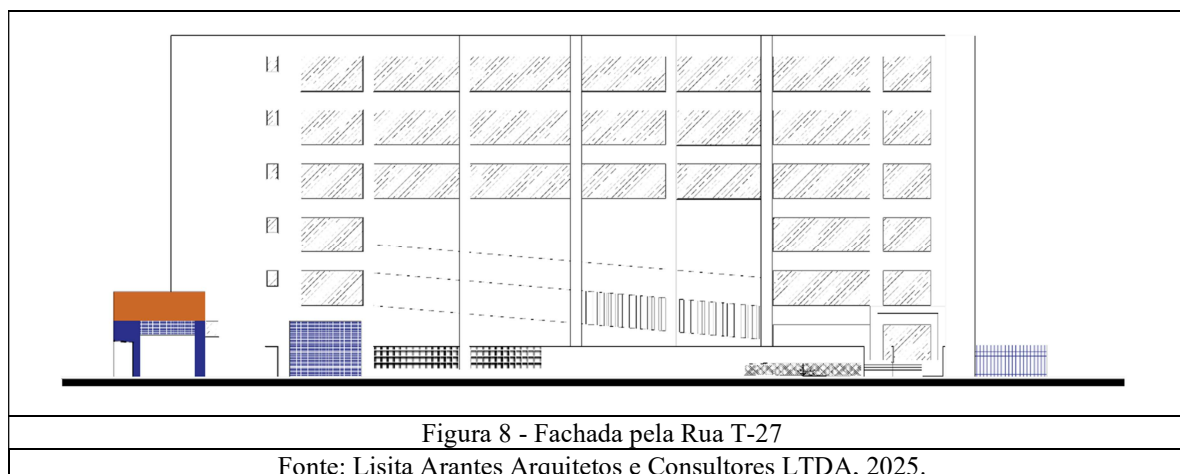 Figura 8 - Fachada pela Rua T-27
Fonte: Lisita Arantes Arquitetos e Consultores LTDA, 2025.